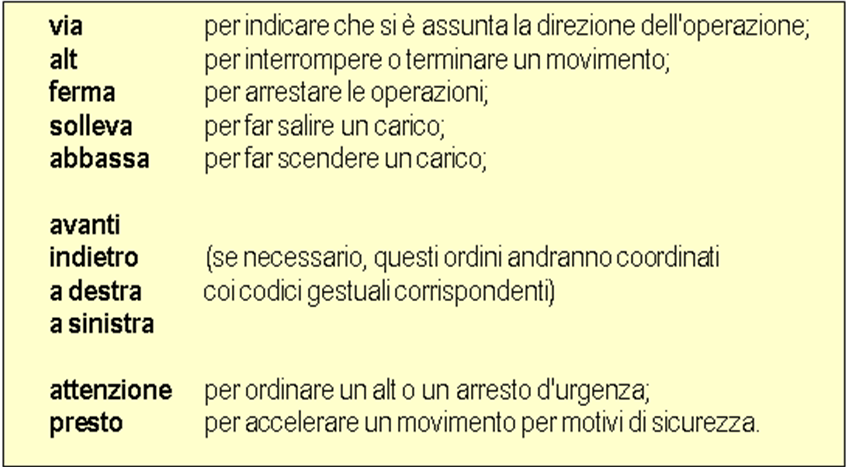 via per indicare che si è assunta la direzione dell'operazione;
alt per interrompere o terminare un movimento;
ferma per arrestare le operazioni;
solleva per far salire un carico;
abbassa per far scendere un carico;
avanti
indietro (se necessario, questi ordini andranno coordinati
a destra coi codici gestuali corrispondenti)
a sinistra
attenzione per ordinare un alt o un arresto d'urgenza;
presto per accelerare un movimento per motivi di sicurezza.